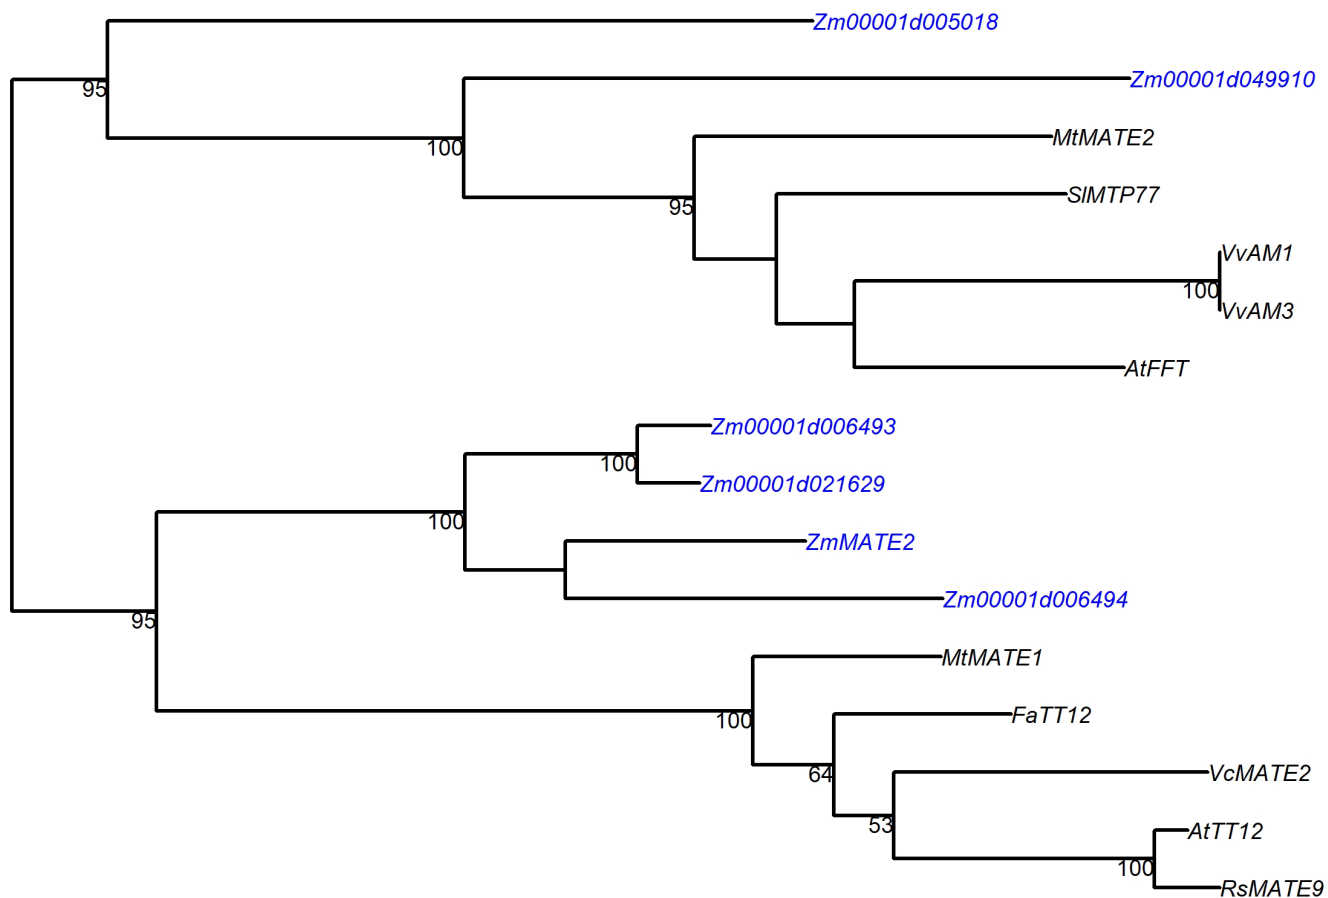 Zm00001d005018
95
Zm00001d049910
100
MtMATE2
SlMTP77
95
VvAM1
100
VvAM3
AtFFT
Zm00001d006493
100
Zm00001d021629
100
ZmMATE2
Zm00001d006494
95
MtMATE1
100
FaTT12
64
VcMATE2
53
AtTT12
100
RsMATE9